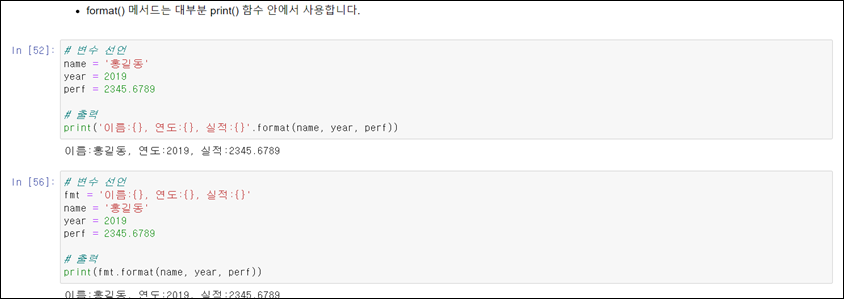 • format() 메서드는 대부분 print() 함수 안에서 사용합니다.
In [52]: # 변수 선언
name = '홍길동'
year = 2019
perf = 2345.6789
# 출력
print('이름:{}, 연도:{}, 실적:{}'.format(name, year, perf))
이름:홍길동, 연도:2019, 실적:2345.6789
In [56]: # 변수 선언
fmt = '이름:{}, 연도:{}, 실적:{}'
name = '홍길동'
year = 2019
perf = 2345.6789
# 출력
print(fmt.format(name, year, perf))
이름:홍길동, 연도:2019, 실적:2345.6789